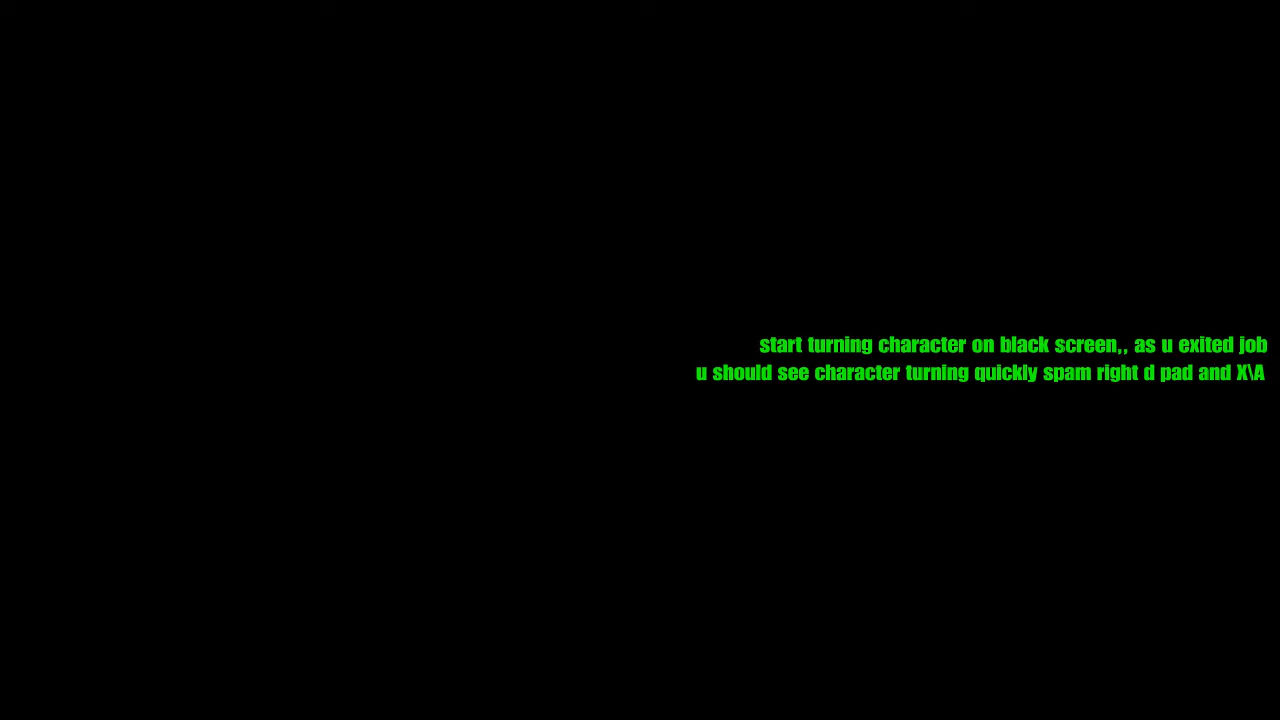 start turning character on black screen,, as u exited job
u should see character turning quickly spam right d pad and X\A